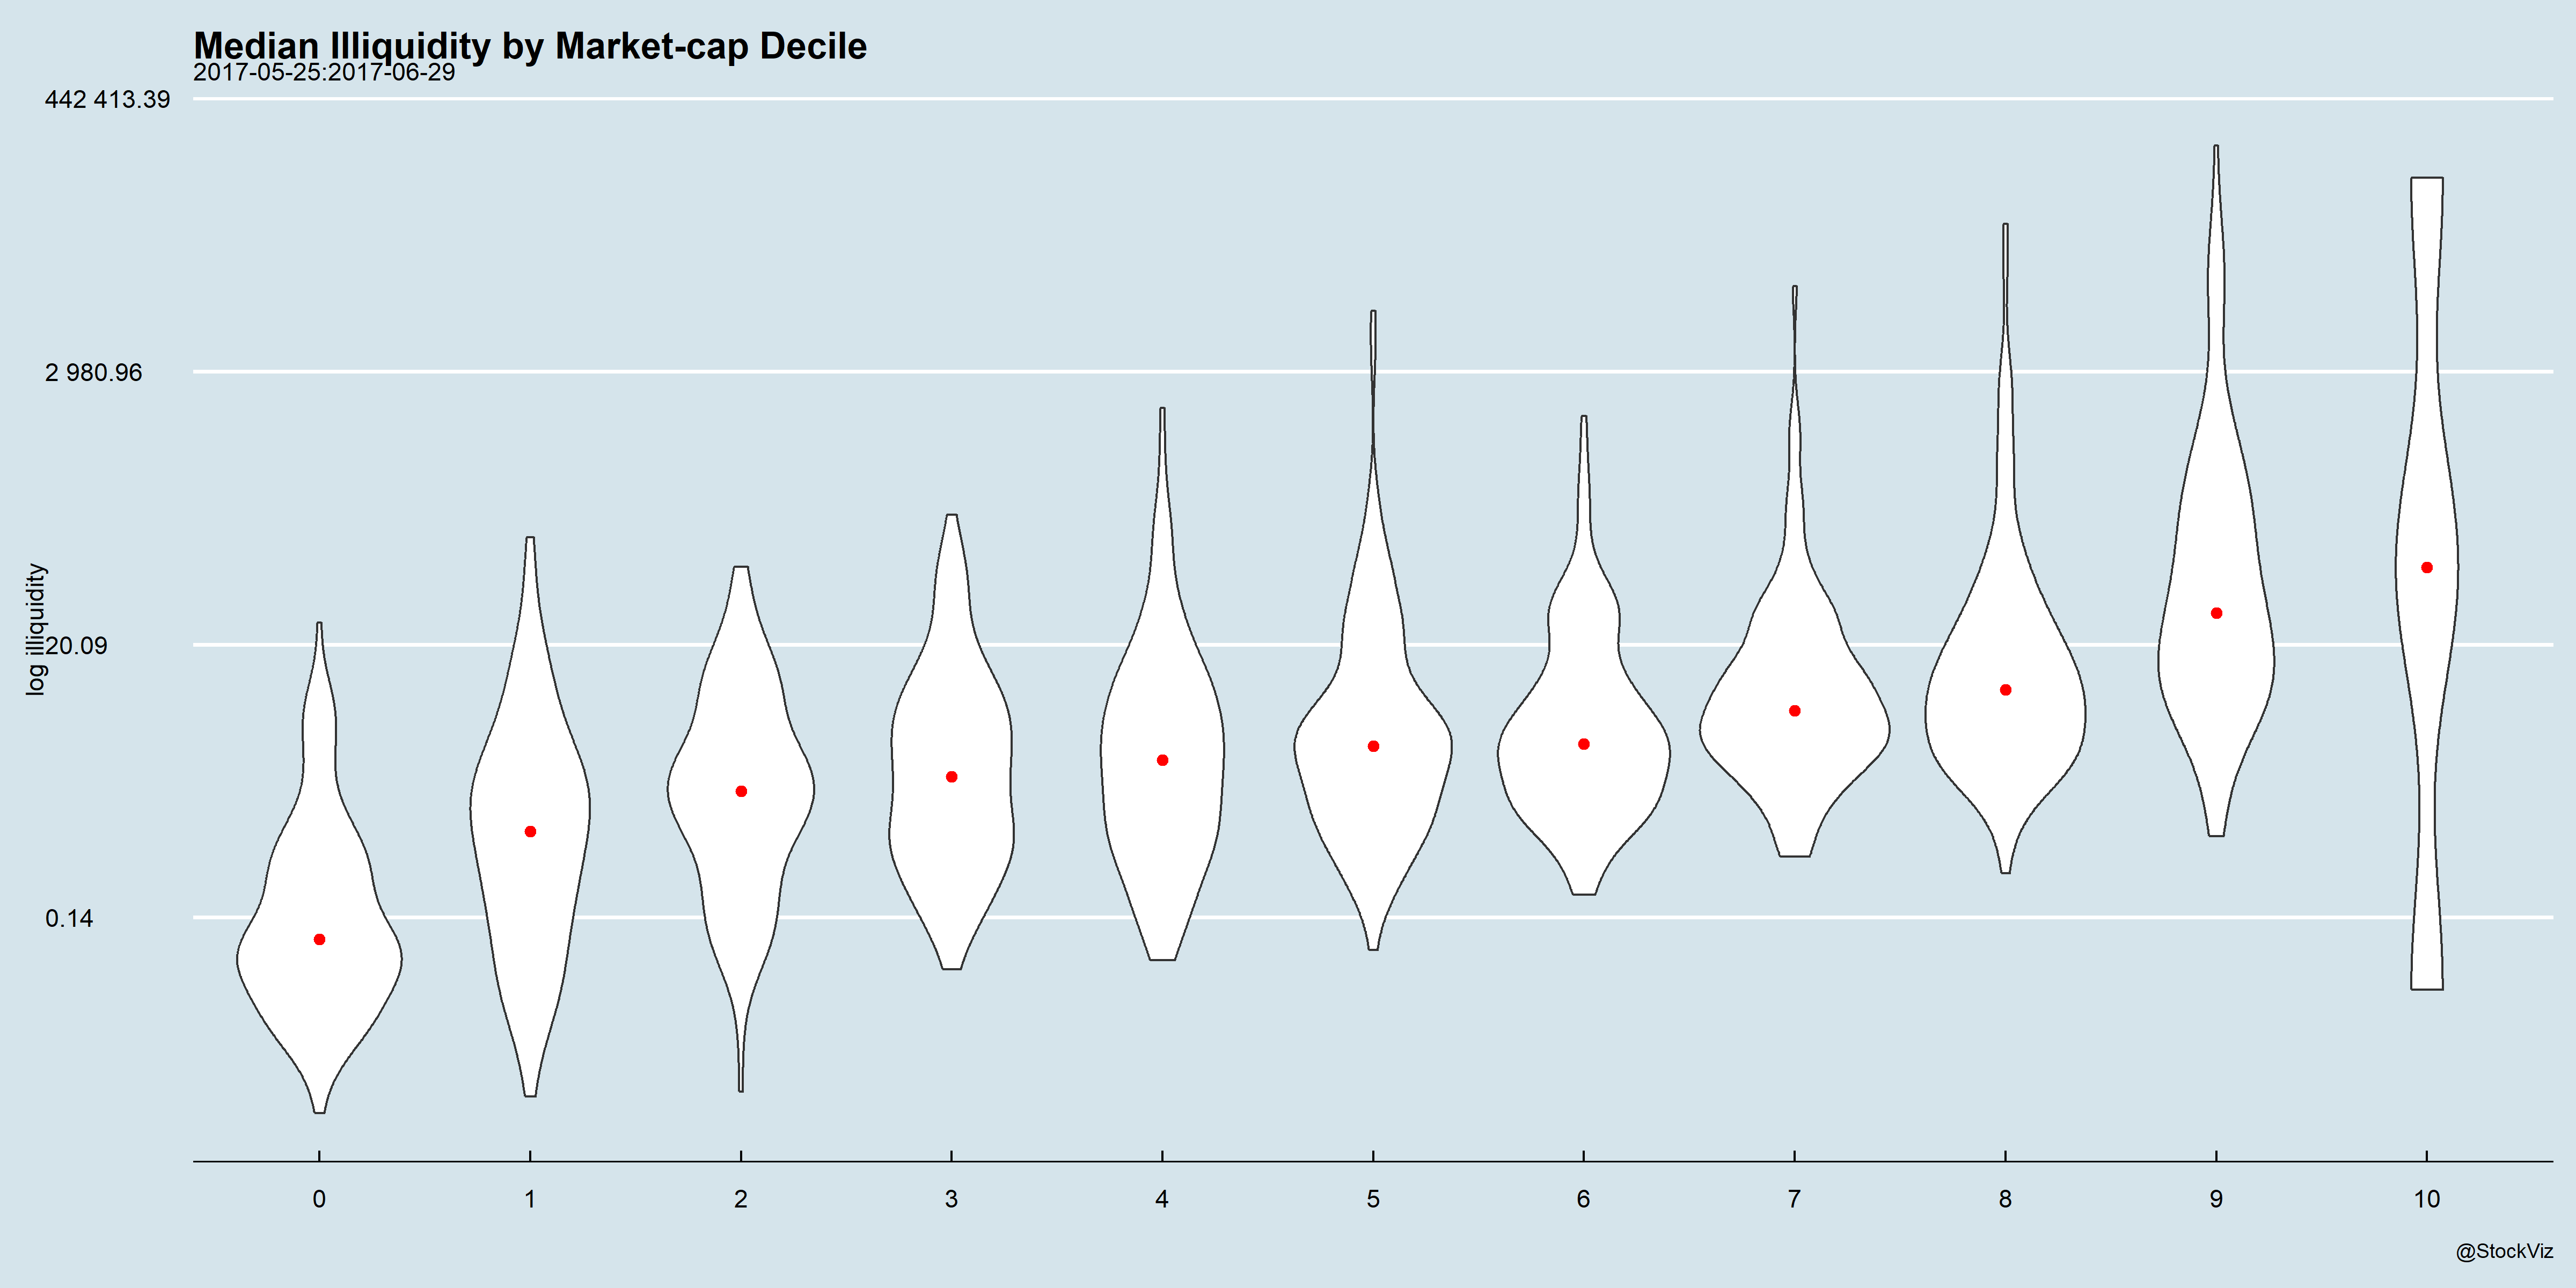 Median Illiquidity by Market-cap Decile
2017-05-25:2017-06-29
442 413.39
2 980.96
20.09
0.14
log illiquidity
0 1 2 3 4 5 6 7 8 9 10
@StockViz